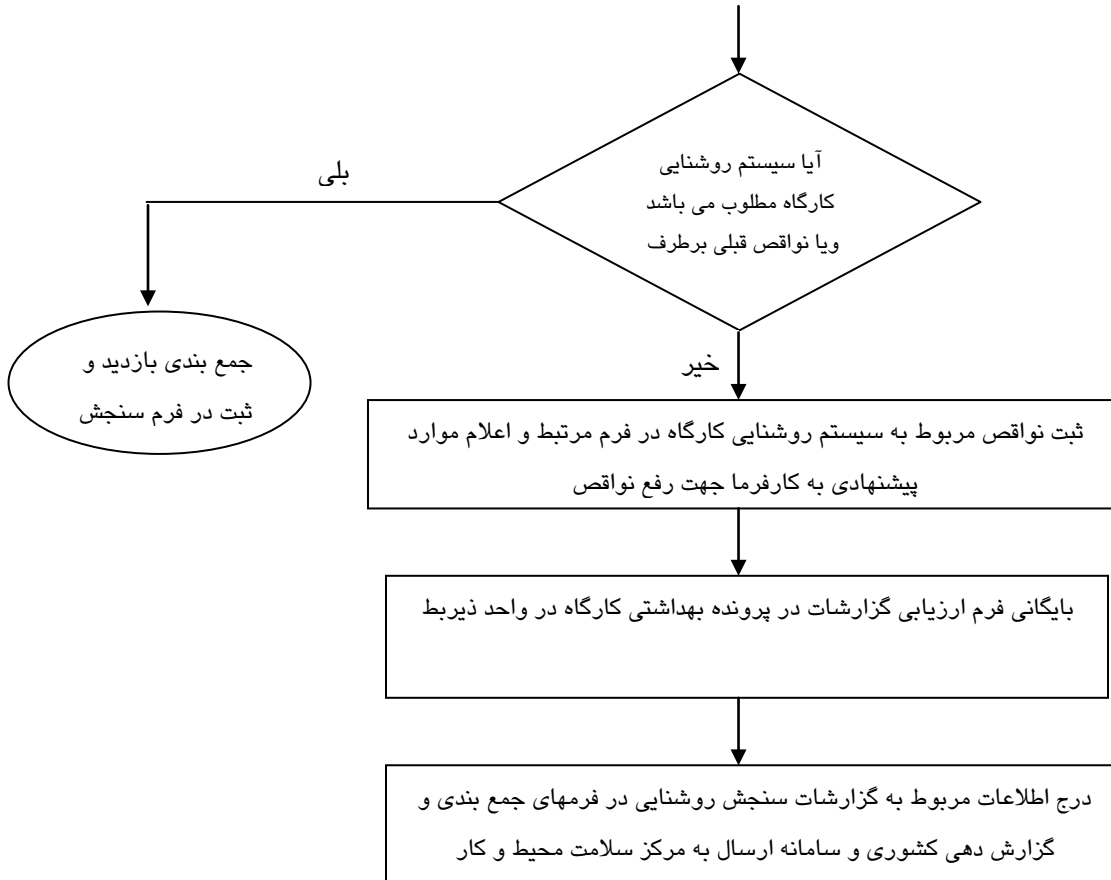 آیا سیستم روشنایی
کارگاه مطلوب می باشد
ویا نواقص قبلی برطرف
بلی
جمع بندی بازدید و
ثبت در فرم سنجش
خیر
ثبت نواقص مربوط به سیستم روشنایی کارگاه در فرم مرتبط و اعلام موارد
پیشنهادی به کارفرما جهت رفع نواقص
بایگانی فرم ارزیابی گزارشات در پرونده بهداشتی کارگاه در واحد ذیربط
درج اطلاعات مربوط به گزارشات سنجش روشنایی در فرمهای جمع بندی و
گزارش دهی کشوری و سامانه ارسال به مرکز سلامت محیط و کار